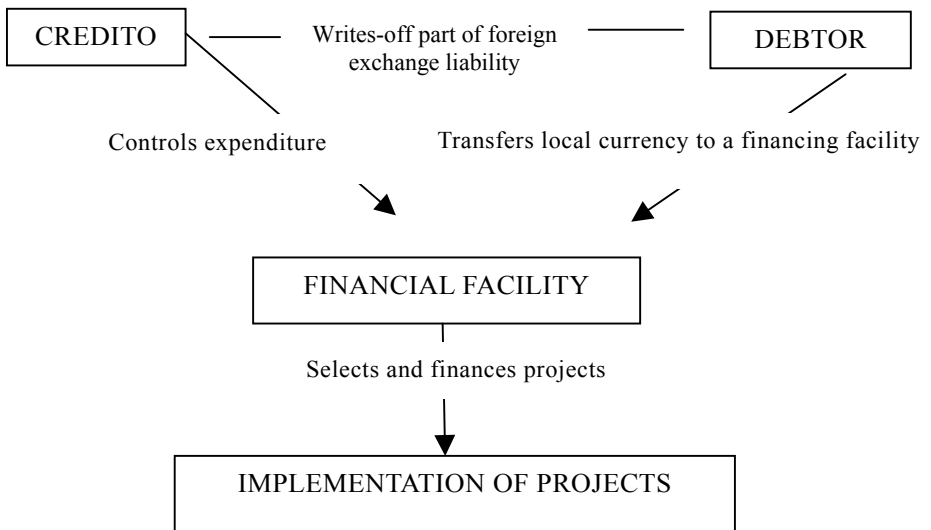 CREDITO
Writes-off part of foreign
exchange liability
DEBTOR
Controls expenditure
Transfers local currency to a financing facility
FINANCIAL FACILITY
Selects and finances projects
IMPLEMENTATION OF PROJECTS